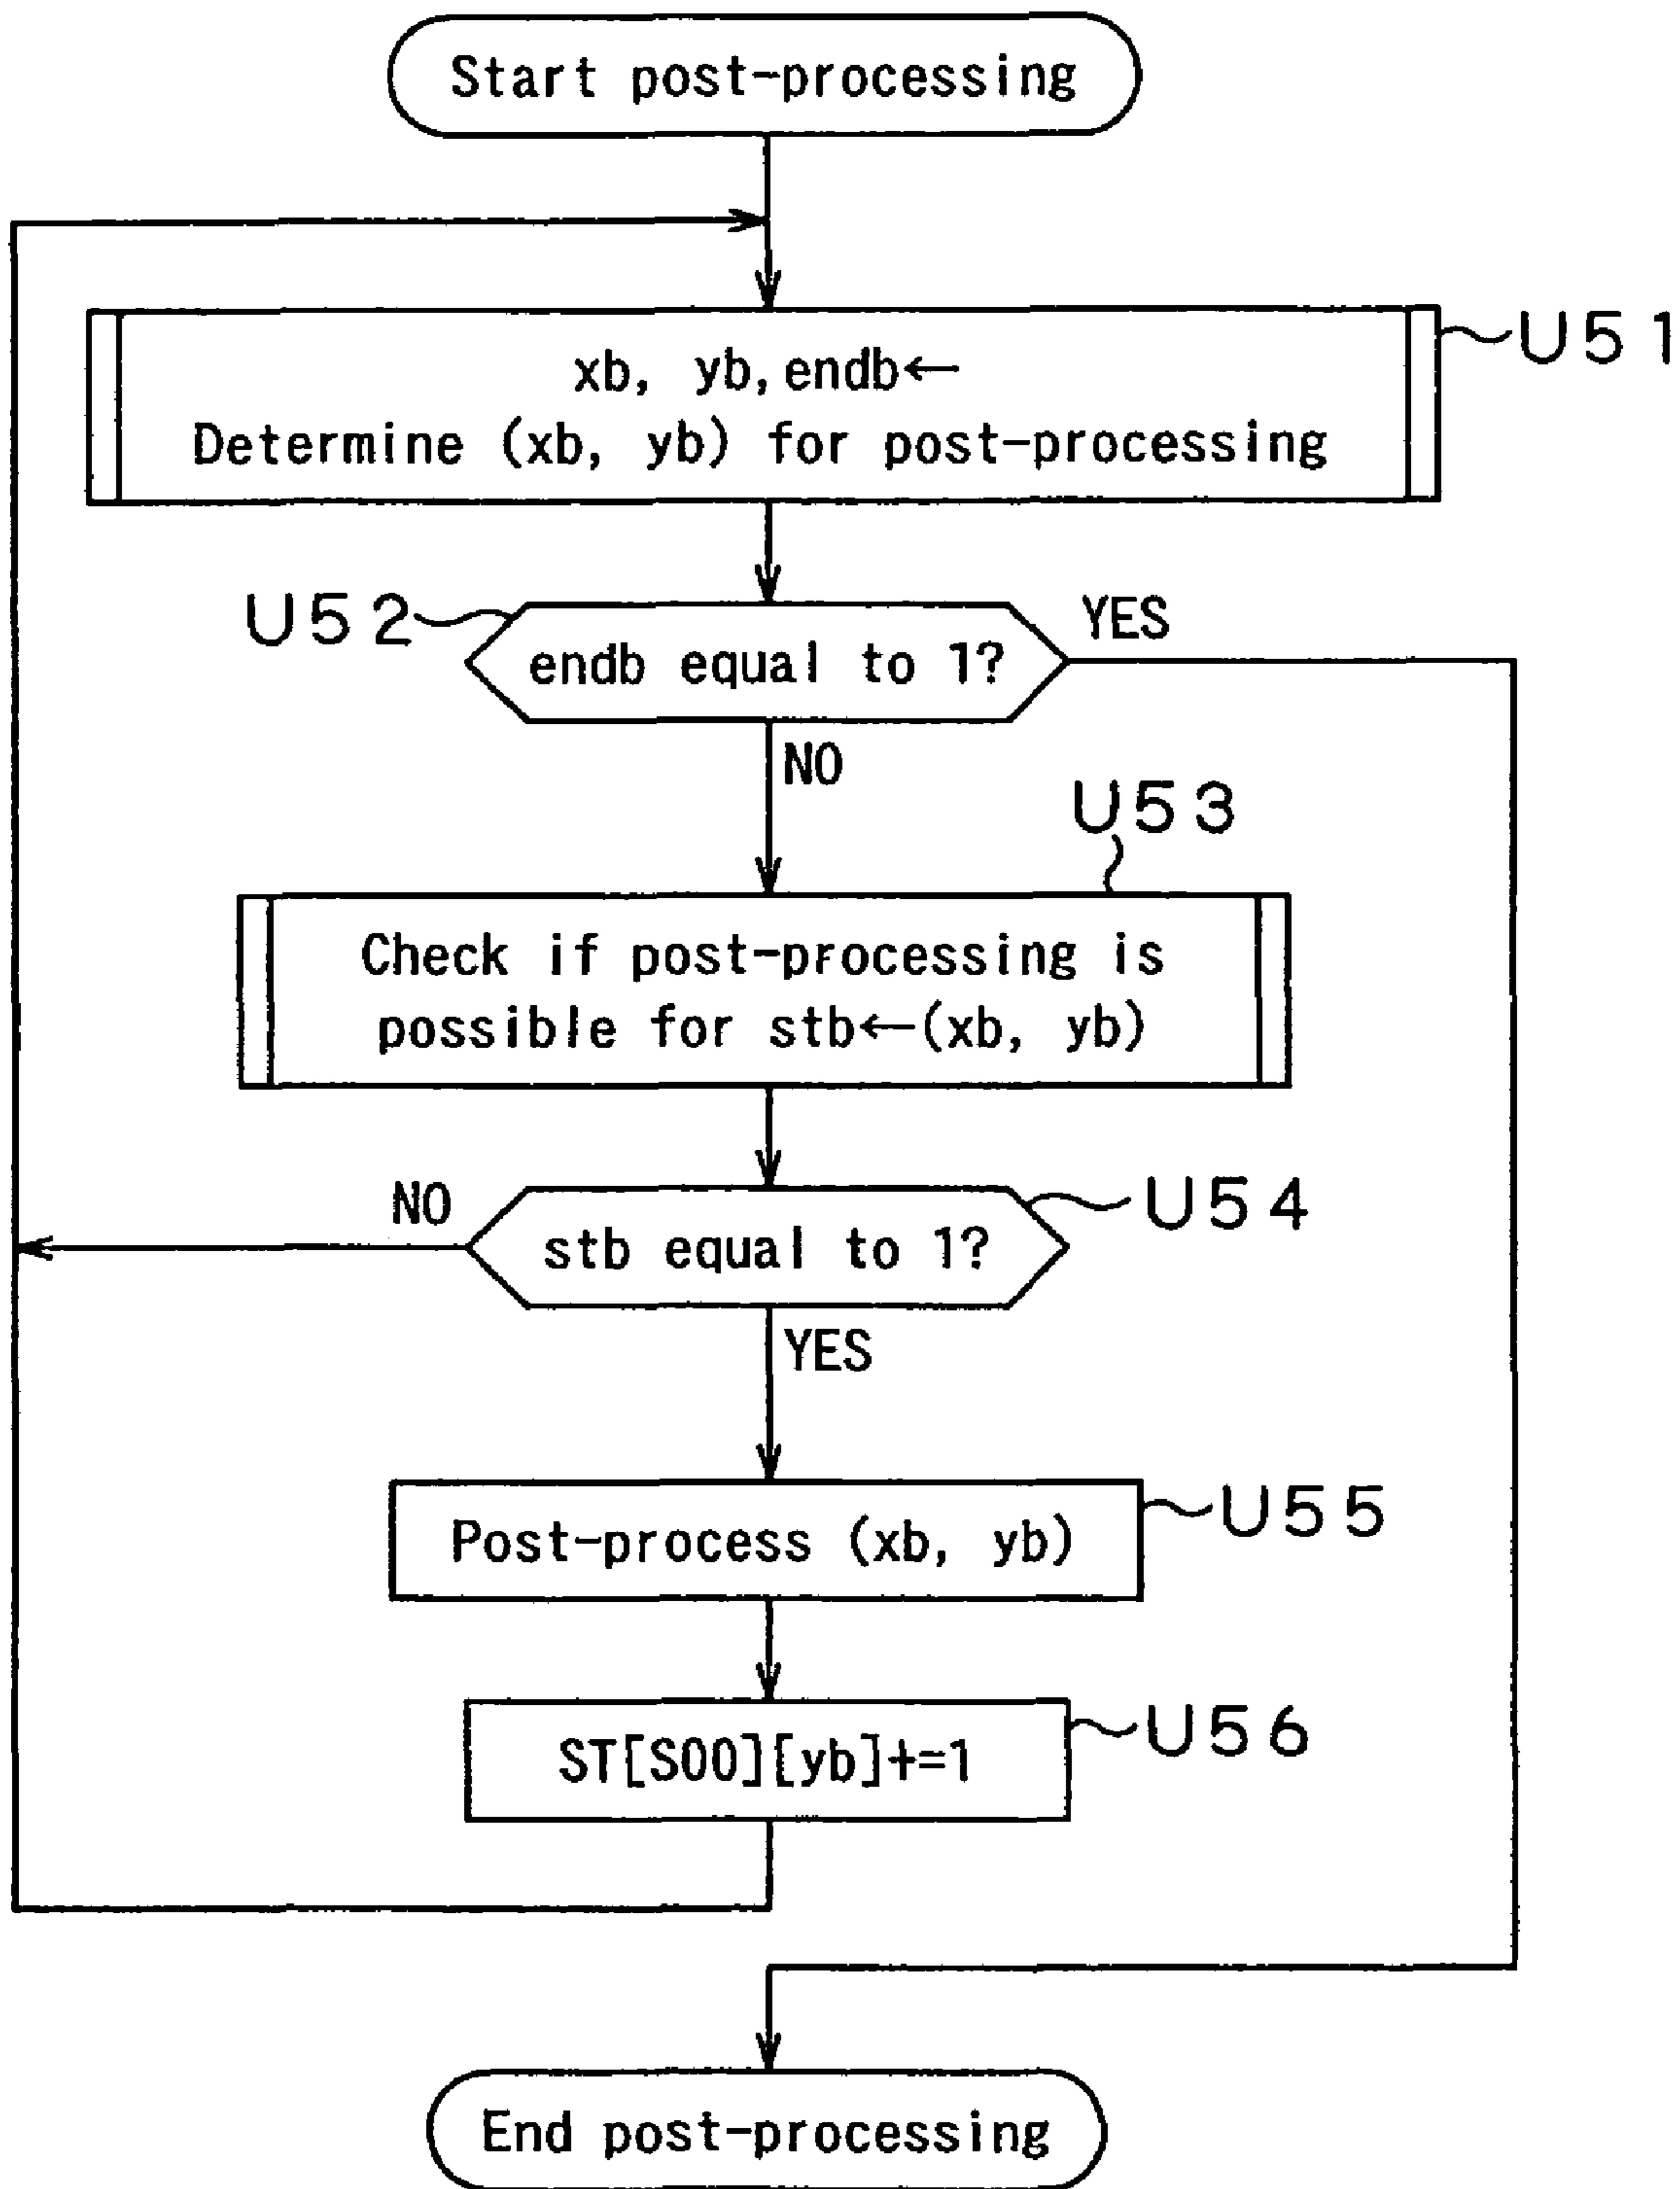 Start post-processing
U51
xb, yb, endb←
Determine (xb, yb) for post-processing
U52
YES
endb equal to 1?
NO
U53
Check if post-processing is
possible for stb←(xb, yb)
NO
U54
stb equal to 1?
YES
U55
Post-process (xb, yb)
U56
ST[S00][yb]+=1
End post-processing